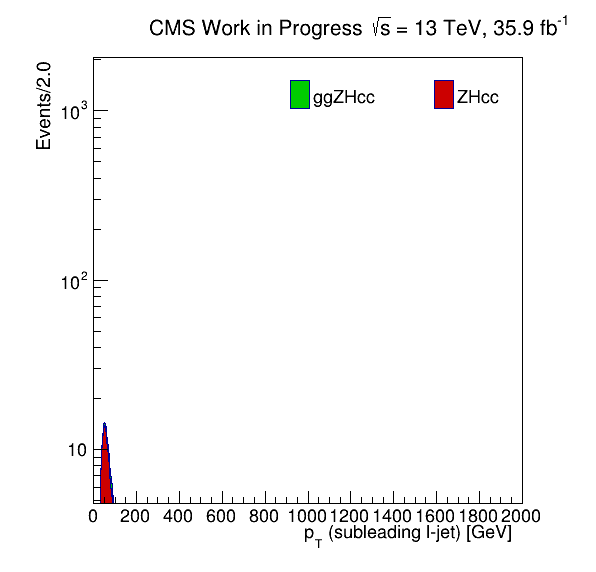 CMS Work in Progress √s = 13 TeV, 35.9 fb⁻¹
Events/2.0
ggZHcc ZHcc
10³
10²
10
0 200 400 600 800 1000 1200 1400 1600 1800 2000
p_T (subleading l-jet) [GeV]